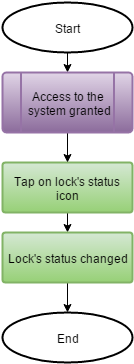 Start
Access to the
system granted
Tap on lock's status
icon
Lock's status changed
End